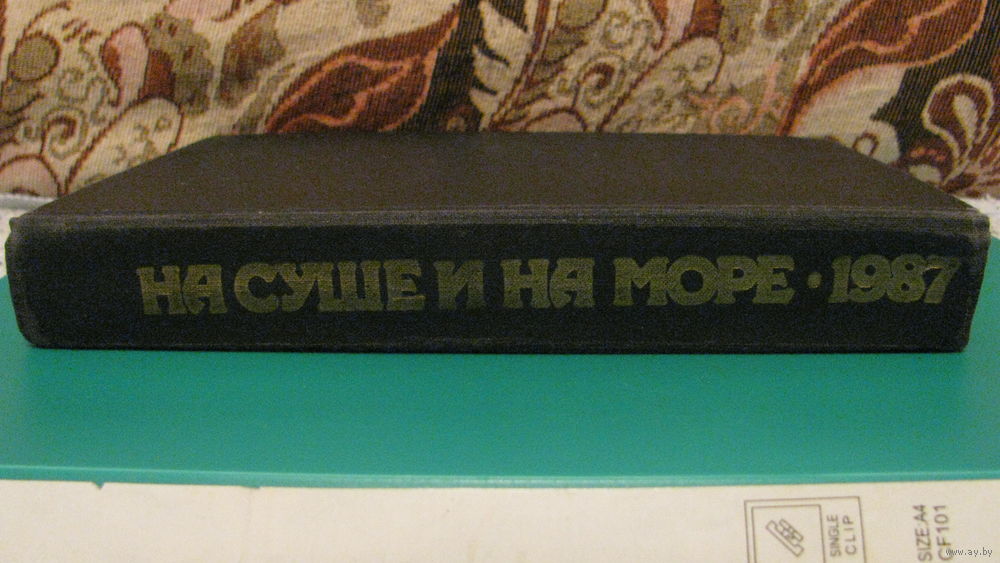 НА СУШЕ И НА МОРЕ · 1987
SINGLE
CLIP
SIZE:A4
CF101
www.ay.by